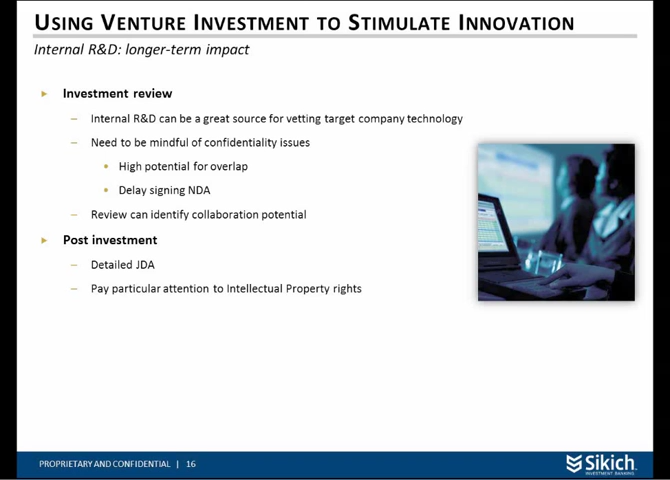 USING VENTURE INVESTMENT TO STIMULATE INNOVATION
Internal R&D: longer-term impact
Investment review
– Internal R&D can be a great source for vetting target company technology
– Need to be mindful of confidentiality issues
• High potential for overlap
• Delay signing NDA
– Review can identify collaboration potential
Post investment
– Detailed JDA
– Pay particular attention to Intellectual Property rights
PROPRIETARY AND CONFIDENTIAL | 16
Sikich
INVESTMENT BANKING